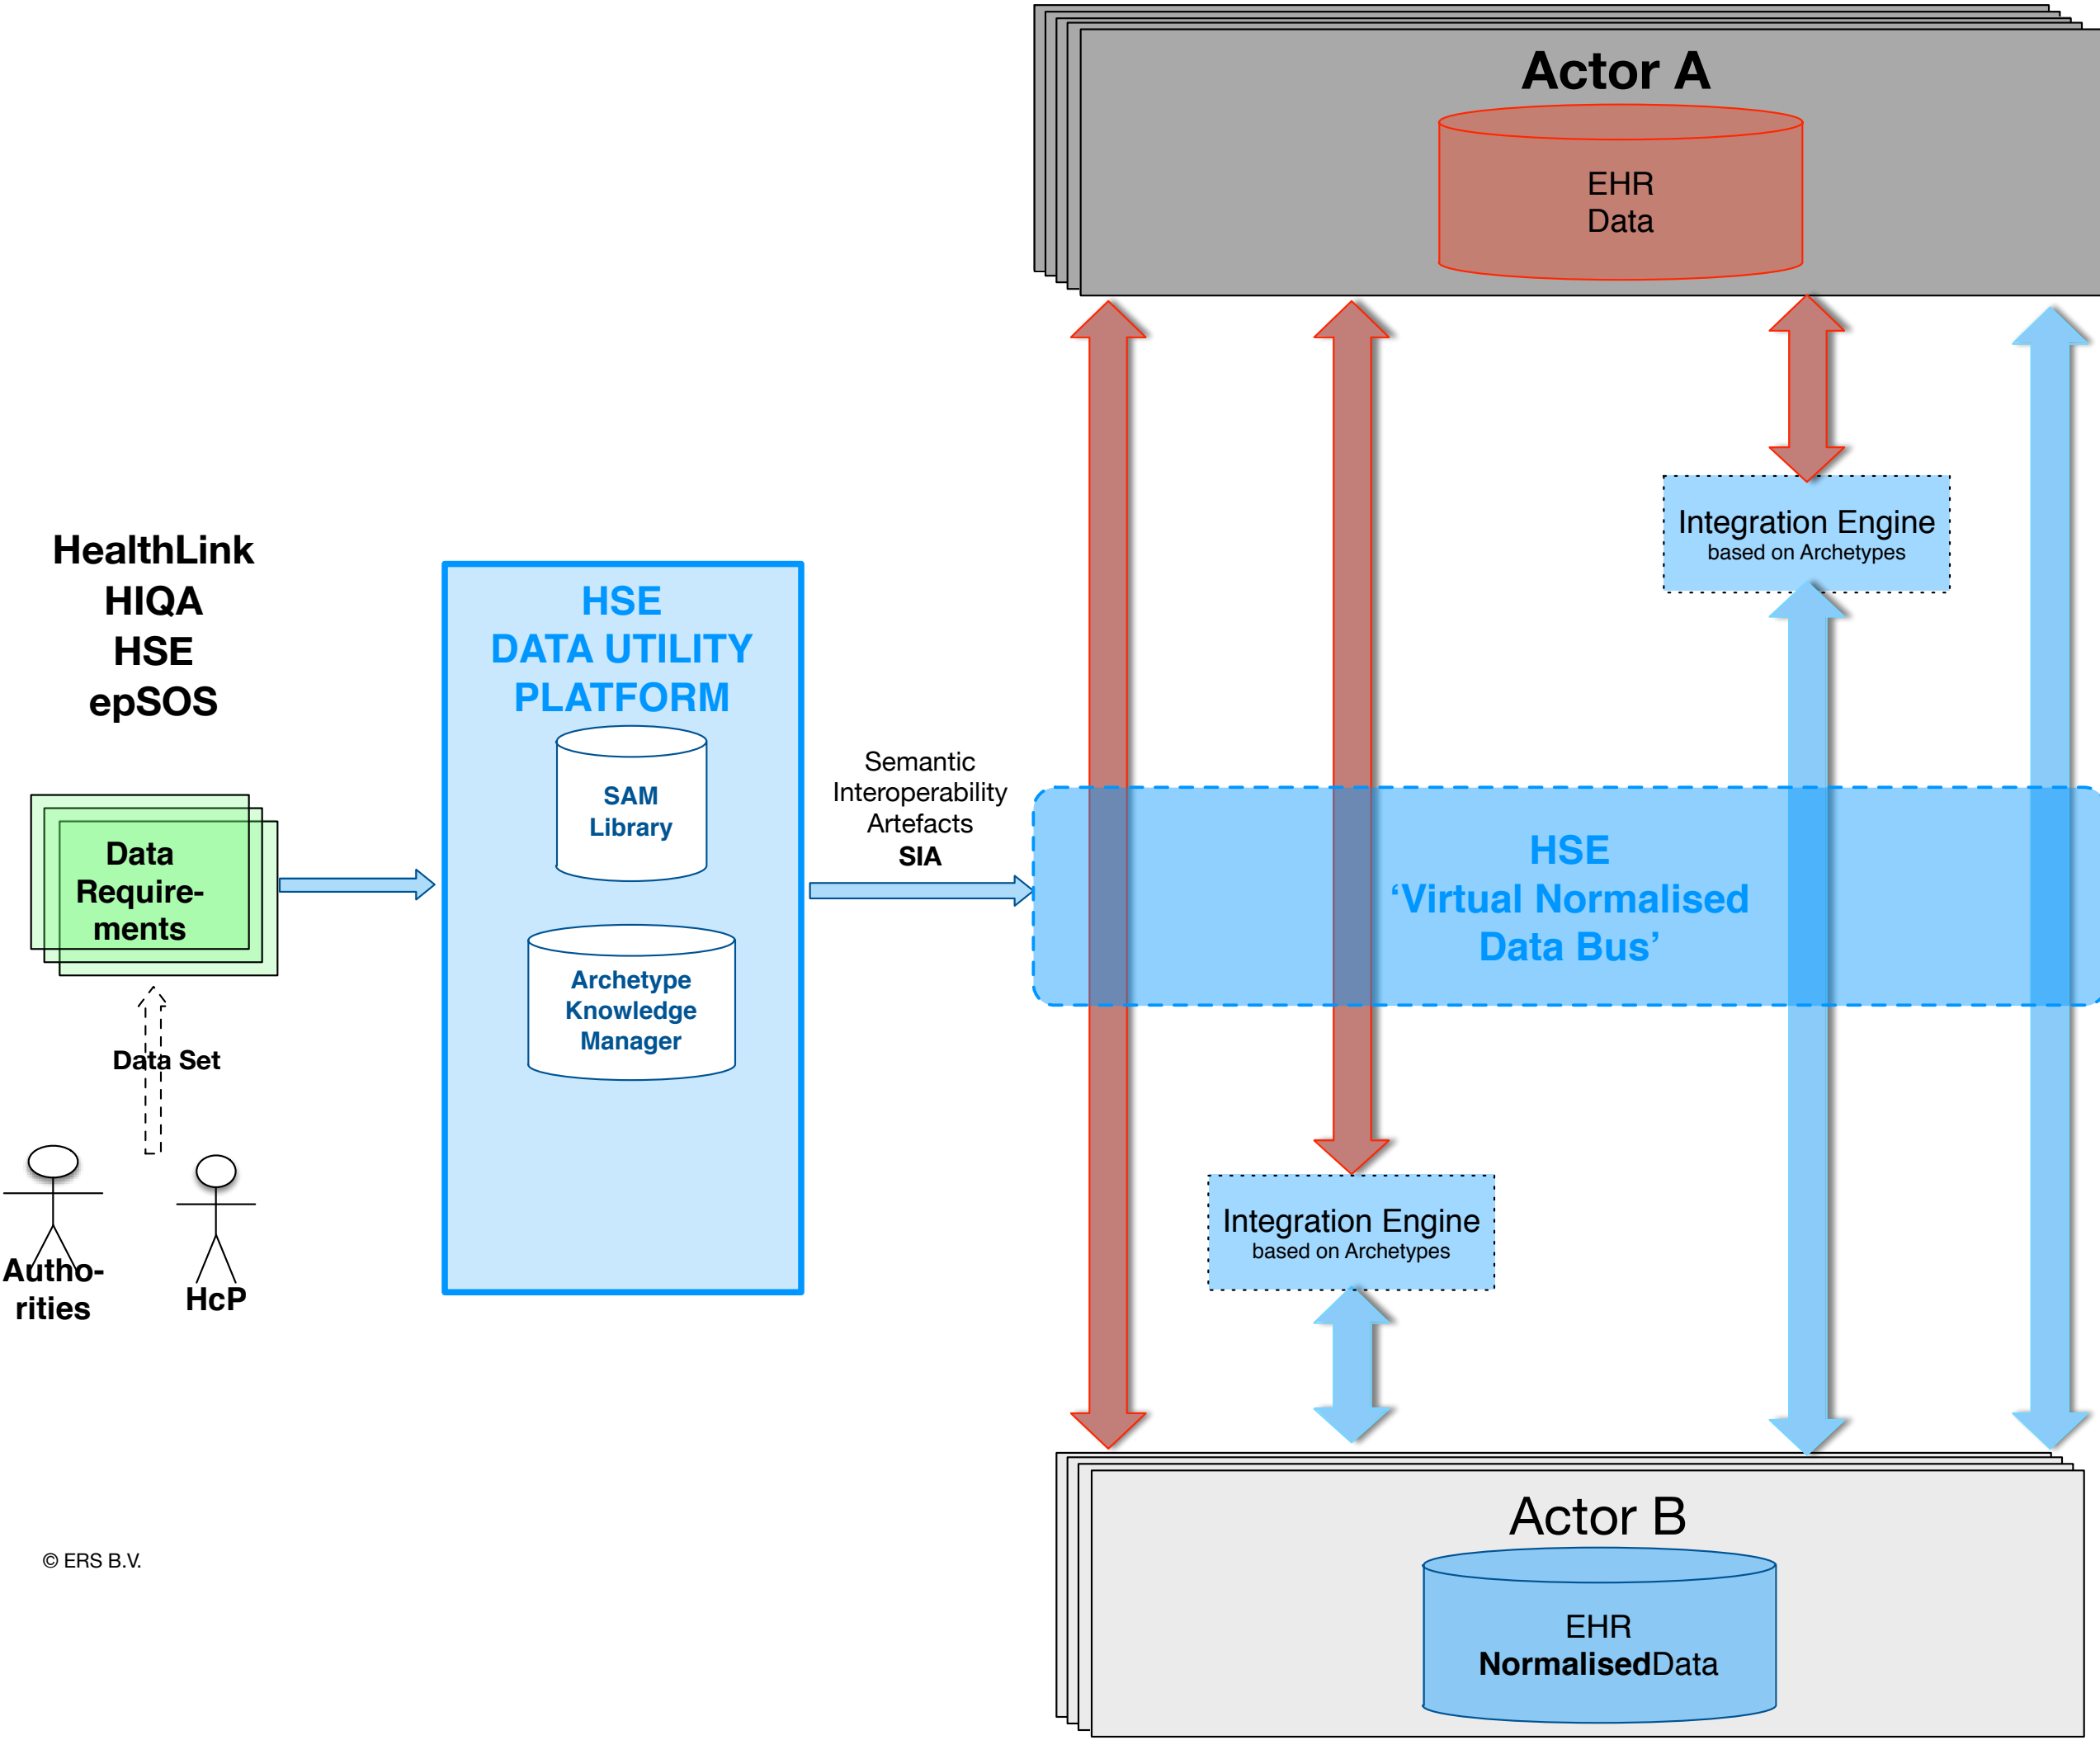 Actor A
EHR
Data
Integration Engine
based on Archetypes
HealthLink
HIQA
HSE
epSOS
HSE
DATA UTILITY
PLATFORM
SAM
Library
Archetype
Knowledge
Manager
Semantic
Interoperability
Artefacts
SIA
Data
Require-
ments
Data Set
Autho-
rities
HcP
HSE
‘Virtual Normalised
Data Bus’
Integration Engine
based on Archetypes
Actor B
EHR
NormalisedData
© ERS B.V.